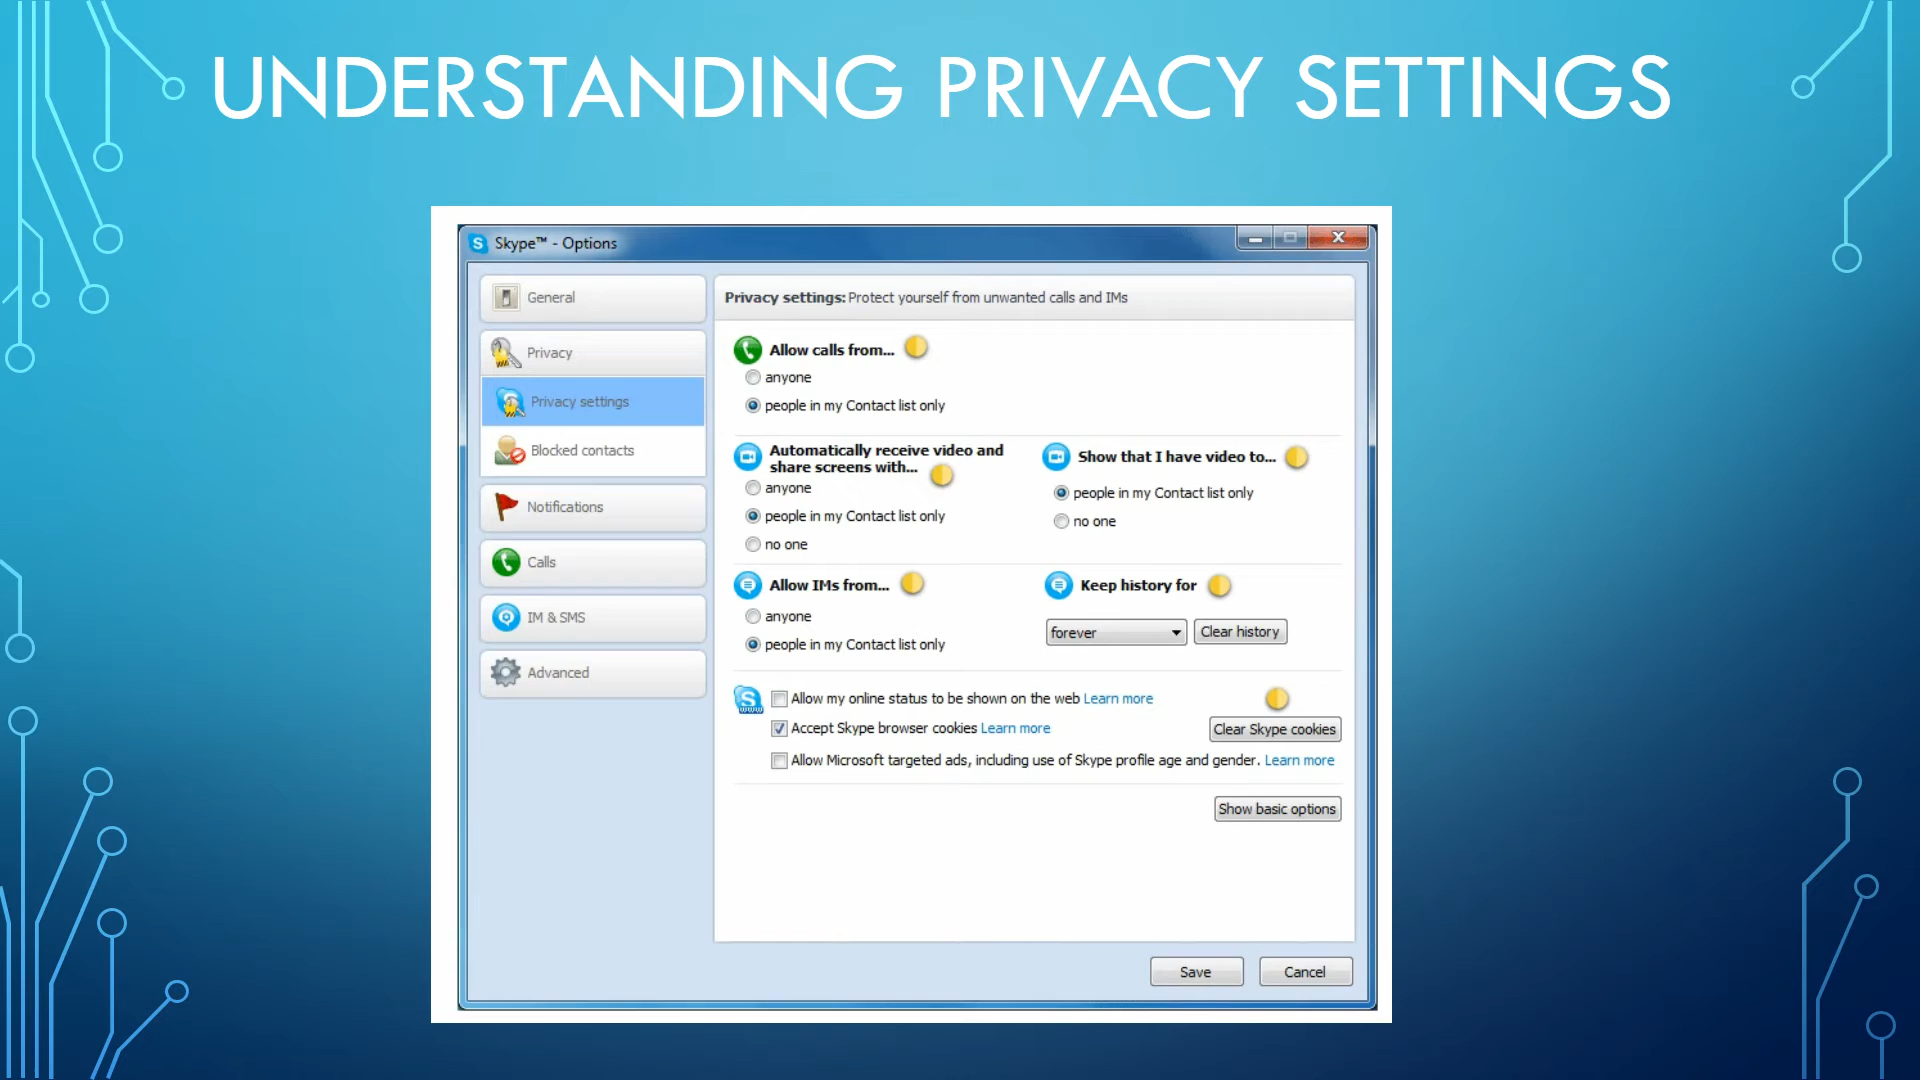 UNDERSTANDING PRIVACY SETTINGS
Skype™ - Options
General
Privacy
Privacy settings
Blocked contacts
Notifications
Calls
IM & SMS
Advanced
Privacy settings: Protect yourself from unwanted calls and IMs
Allow calls from...
anyone
people in my Contact list only
Automatically receive video and
share screens with...
anyone
people in my Contact list only
no one
Show that I have video to...
people in my Contact list only
no one
Allow IMs from...
anyone
people in my Contact list only
Keep history for
forever
Clear history
Allow my online status to be shown on the web Learn more
Accept Skype browser cookies Learn more
Clear Skype cookies
Allow Microsoft targeted ads, including use of Skype profile age and gender. Learn more
Show basic options
Save
Cancel